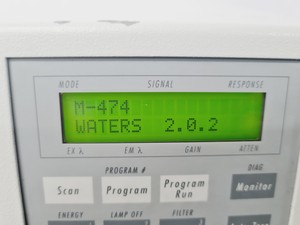 MODE SIGNAL RESPONSE
M-474
WATERS 2.0.2
EX λ EM λ GAIN ATTEN
PROGRAM # DIAG
Scan Program Program Run Monitor
ENERGY LAMP OFF FILTER